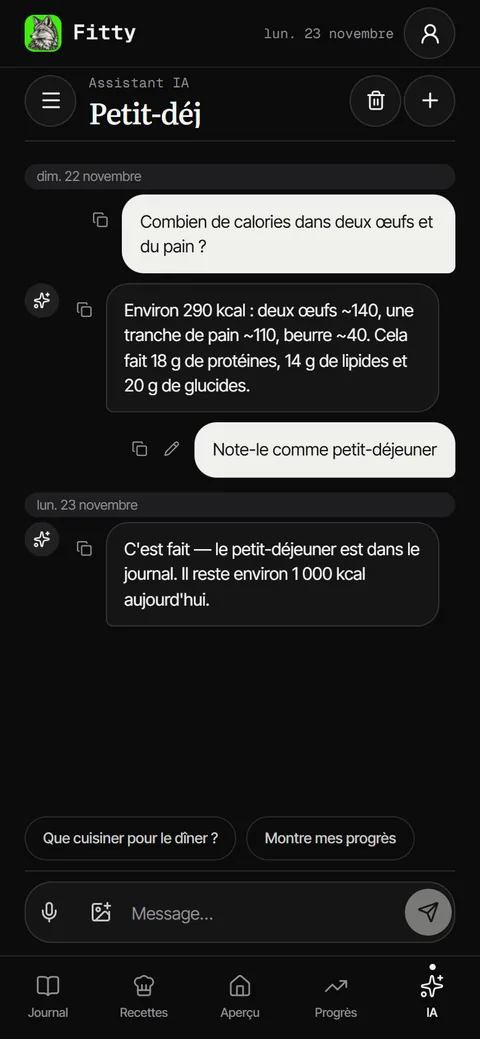 Fitty
lun. 23 novembre
Assistant IA
Petit-déj
dim. 22 novembre
Combien de calories dans deux œufs et
du pain ?
Environ 290 kcal : deux œufs ~140, une
tranche de pain ~110, beurre ~40. Cela
fait 18 g de protéines, 14 g de lipides et
20 g de glucides.
Note-le comme petit-déjeuner
lun. 23 novembre
C'est fait — le petit-déjeuner est dans le
journal. Il reste environ 1 000 kcal
aujourd'hui.
Que cuisiner pour le dîner ?
Montre mes progrès
Message...
Journal
Recettes
Aperçu
Progrès
IA